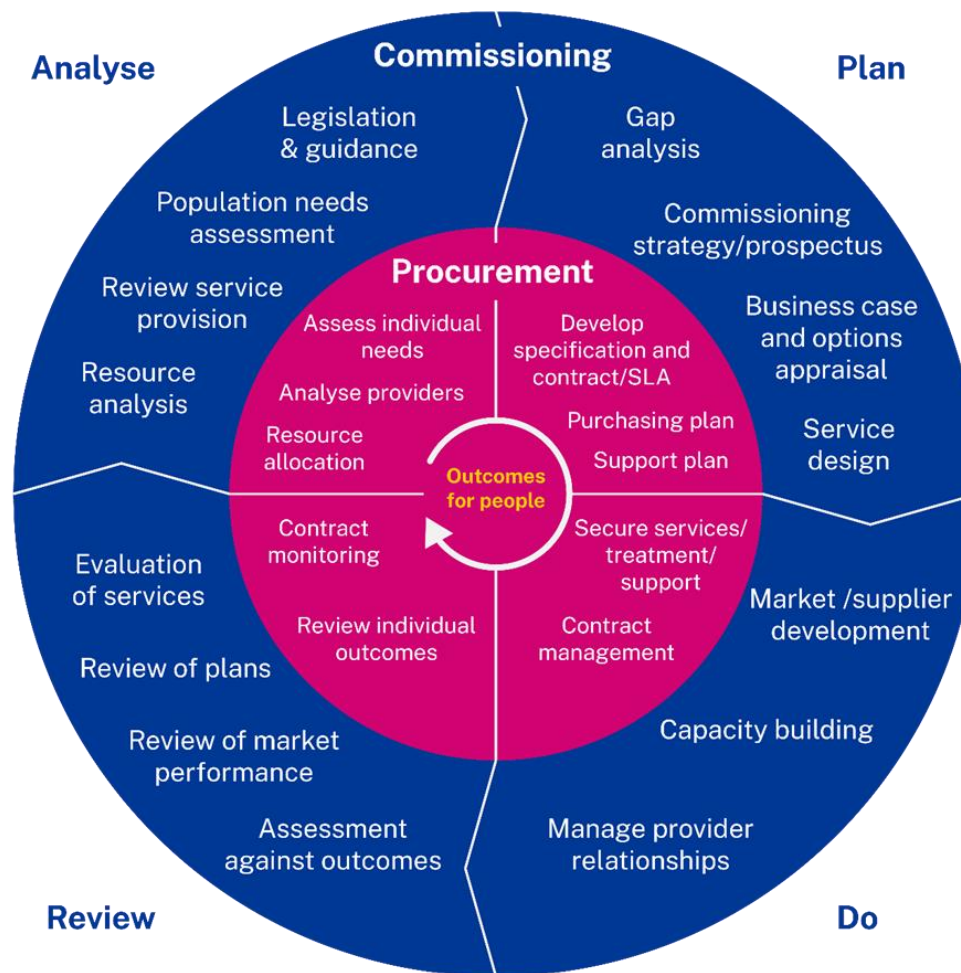 Analyse
Commissioning
Plan
Legislation
& guidance
Population needs
assessment
Review service
provision
Resource
analysis
Gap
analysis
Commissioning
strategy/prospectus
Business case
and options
appraisal
Service
design
Procurement
Assess individual
needs
Analyse providers
Resource
allocation
Develop
specification and
contract/SLA
Purchasing plan
Support plan
Outcomes
for people
Contract
monitoring
Review individual
outcomes
Secure services/
treatment/
support
Contract
management
Evaluation
of services
Review of plans
Review of market
performance
Assessment
against outcomes
Market /supplier
development
Capacity building
Manage provider
relationships
Review
Do